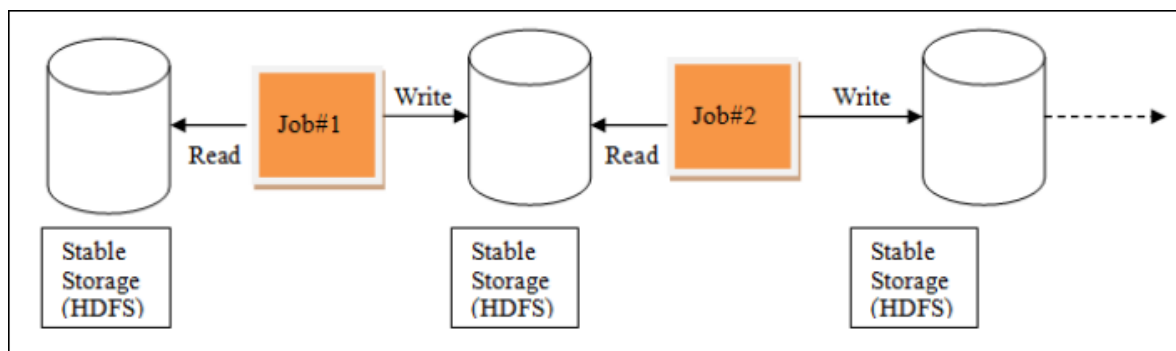 Job#1
Write
Job#2
Write
Read
Read
Stable
Storage
(HDFS)
Stable
Storage
(HDFS)
Stable
Storage
(HDFS)